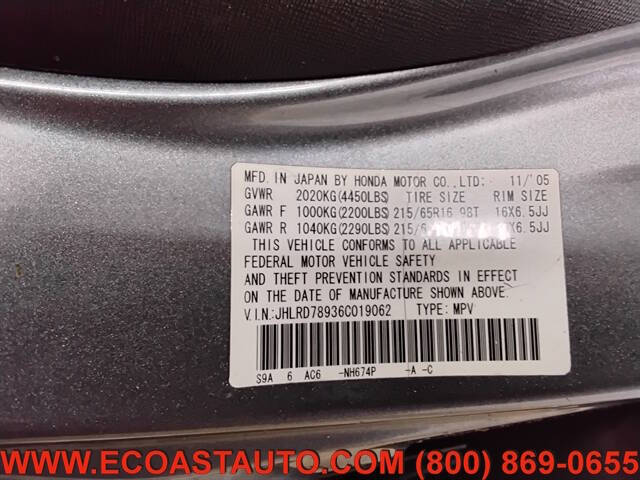 MFD. IN JAPAN BY HONDA MOTOR CO.,LTD: 11/'05
GVWR 2020KG(4450LBS) TIRE SIZE RIM SIZE
GAWR F 1000KG(2200LBS) 215/65R16 98T 16X6.5JJ
GAWR R 1040KG(2290LBS) 215/ X6.5JJ
THIS VEHICLE CONFORMS TO ALL APPLICABLE
FEDERAL MOTOR VEHICLE SAFETY
AND THEFT PREVENTION STANDARDS IN EFFECT
ON THE DATE OF MANUFACTURE SHOWN ABOVE.
V.I.N:JHLRD78936C019062 TYPE: MPV
S9A 6 AC6 -NH674P -A -C
WWW.ECOASTAUTO.COM (800) 869-0655